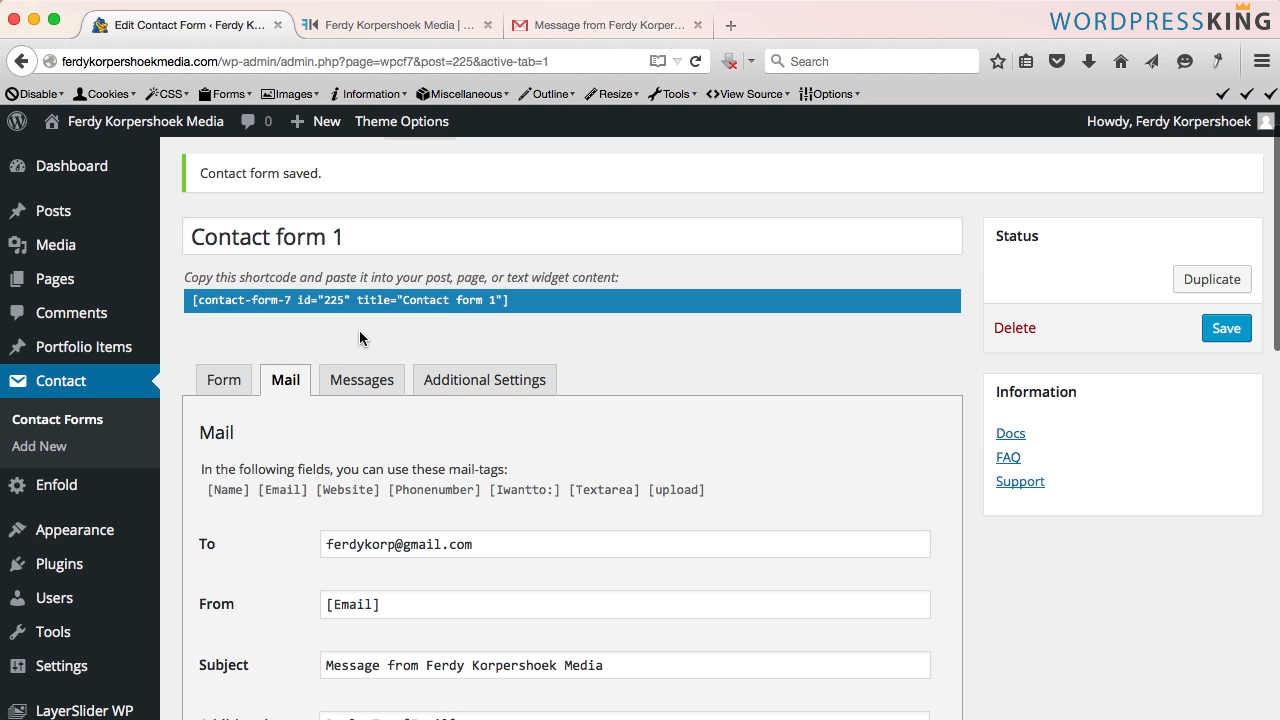 Edit Contact Form ‹ Ferdy K...
Ferdy Korpershoek Media | ...
Message from Ferdy Korper...
WORDPRESSKING
ferdykorpershoekmedia.com/wp-admin/admin.php?page=wpcf7&post=225&active-tab=1
Search
Disable Cookies CSS Forms Images Information Miscellaneous Outline Resize Tools View Source Options
Ferdy Korpershoek Media 0 New Theme Options Howdy, Ferdy Korpershoek
Dashboard
Posts
Media
Pages
Comments
Portfolio Items
Contact
Contact Forms
Add New
Enfold
Appearance
Plugins
Users
Tools
Settings
LayerSlider WP
Contact form saved.
Contact form 1
Copy this shortcode and paste it into your post, page, or text widget content:
[contact-form-7 id="225" title="Contact form 1"]
Form Mail Messages Additional Settings
Mail
In the following fields, you can use these mail-tags:
[Name] [Email] [Website] [Phonenumber] [Iwantto:] [Textarea] [upload]
To ferdykorp@gmail.com
From [Email]
Subject Message from Ferdy Korpershoek Media
Status
Duplicate
Delete Save
Information
Docs
FAQ
Support